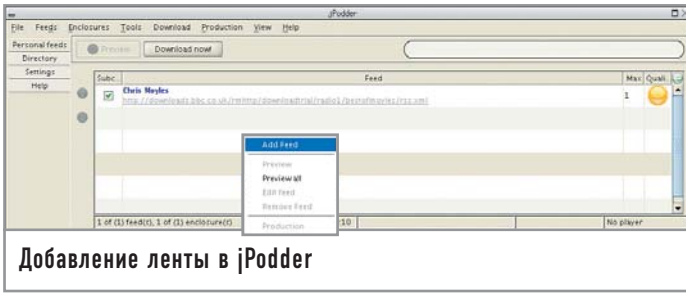 jPodder
File Feeds Enclosures Tools Download Production View Help
Personal feeds
Directory
Settings
Help
Preview Download now!
Subc... Feed Max Quali...
Chris Moyles 1
http://downloads.bbc.co.uk/rmhttp/downloadtrial/radio1/bestofmoyles/rss.xml
Add Feed
Preview
Preview all
Edit feed
Remove Feed
Production
1 of (1) feed(s), 1 of (1) enclosure(s) :10 No player
Добавление ленты в jPodder